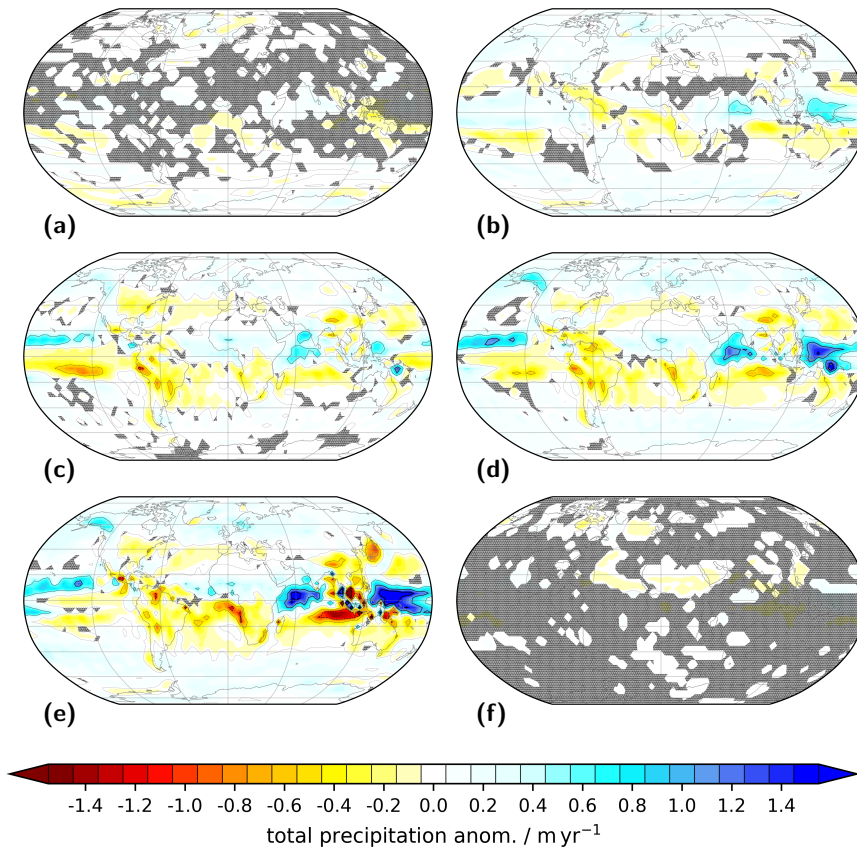 (a) (b)
(c) (d)
(e) (f)
-1.4 -1.2 -1.0 -0.8 -0.6 -0.4 -0.2 0.0 0.2 0.4 0.6 0.8 1.0 1.2 1.4
total precipitation anom. / m yr⁻¹